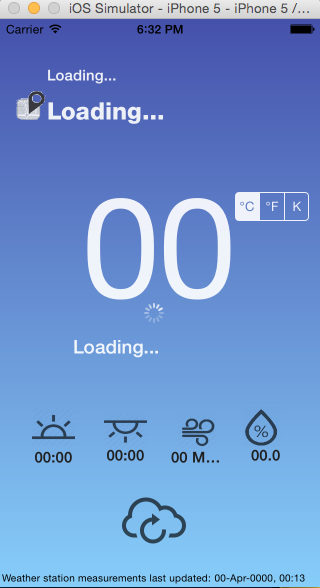 iOS Simulator - iPhone 5 - iPhone 5 /...
Carrier 6:32 PM
Loading...
Loading...
00
°C °F K
Loading...
%
00:00 00:00 00 M... 00.0
Weather station measurements last updated: 00-Apr-0000, 00:13